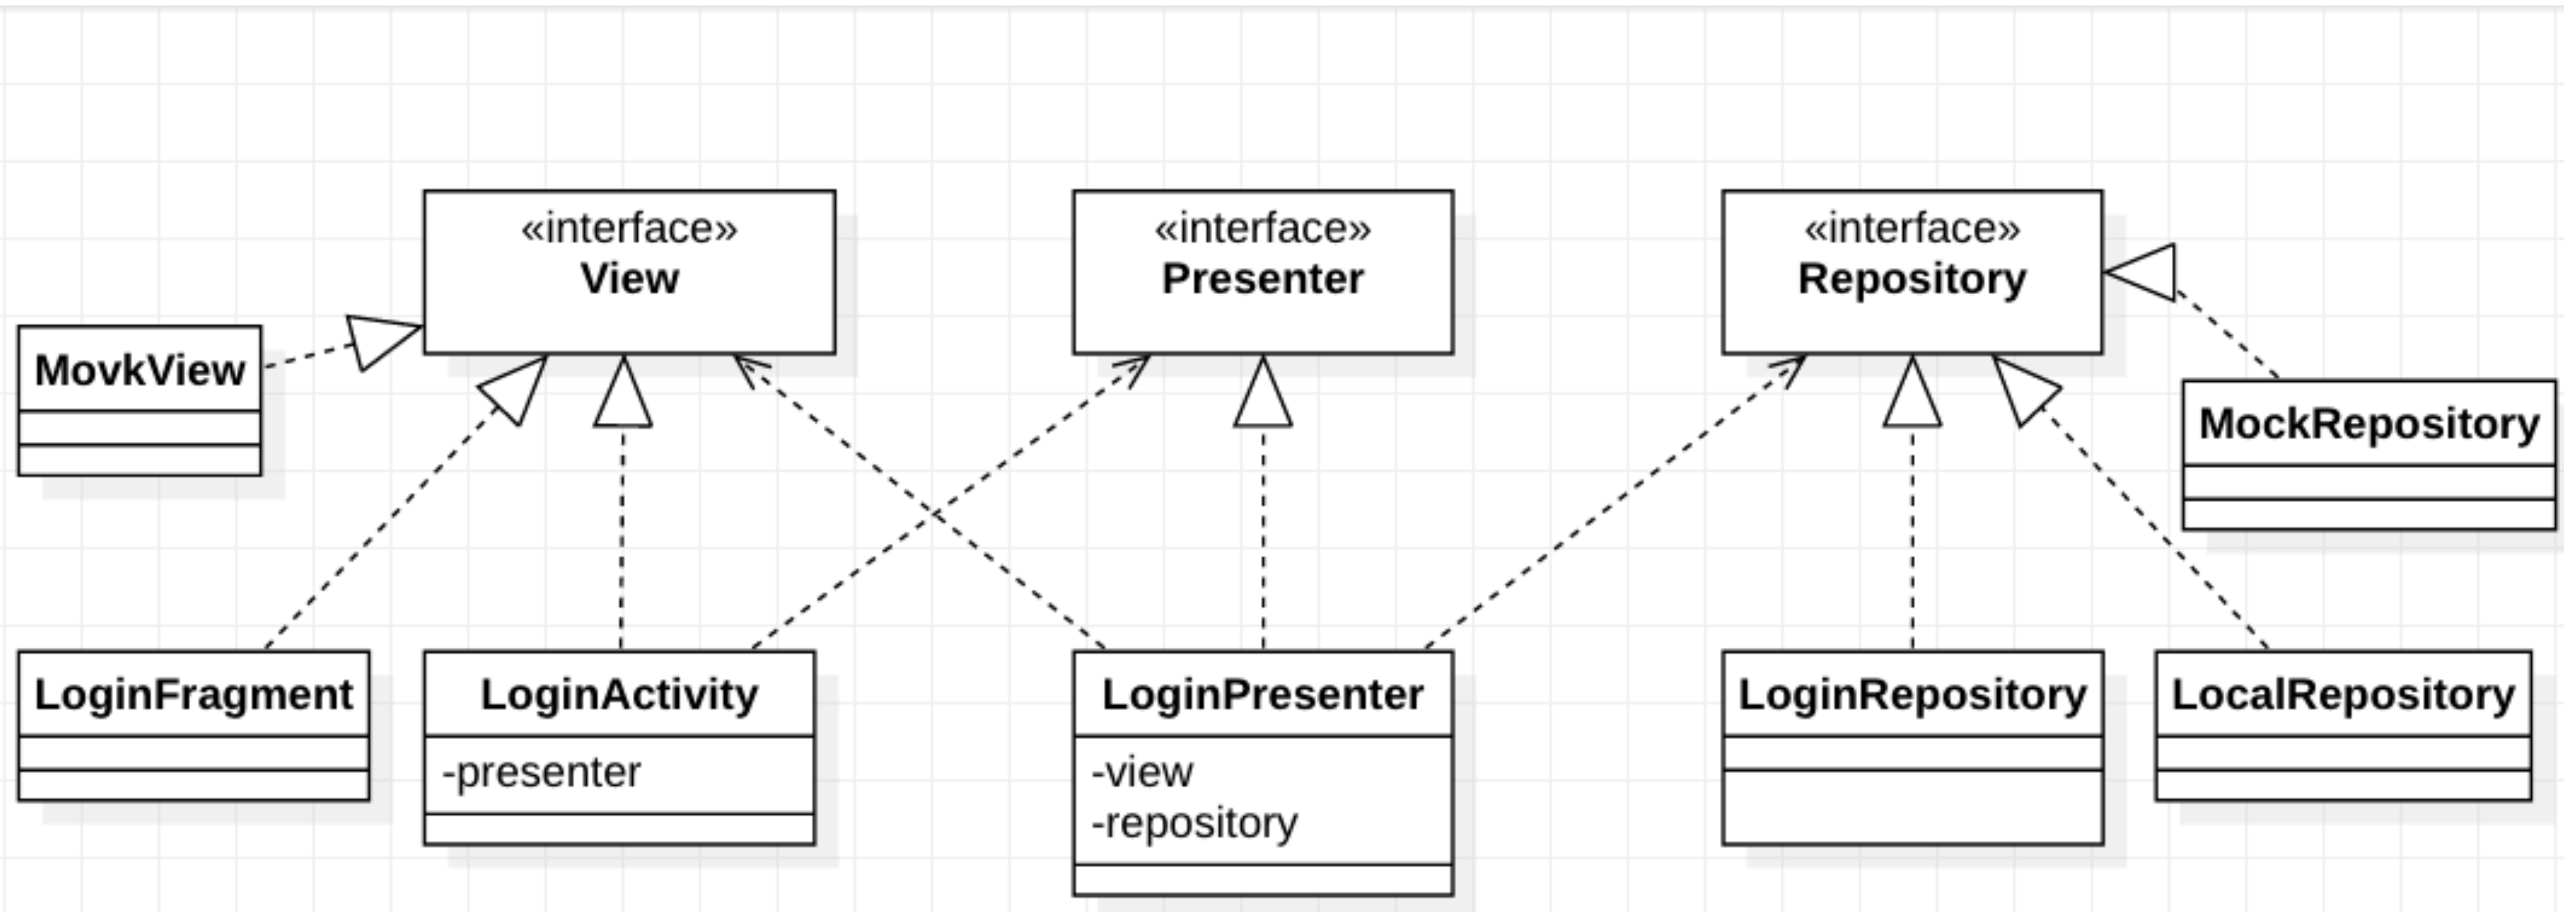 «interface»
View
«interface»
Presenter
«interface»
Repository
MovkView
MockRepository
LoginFragment
LoginActivity
-presenter
LoginPresenter
-view
-repository
LoginRepository
LocalRepository